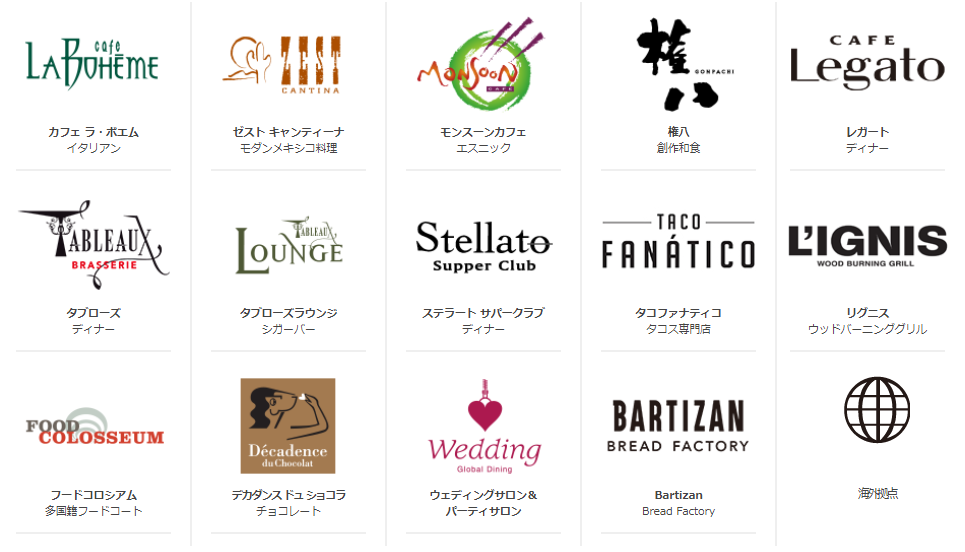 café
LA BOHÈME
カフェ ラ・ボエム
イタリアン
ZEST
CANTINA
ゼスト キャンティーナ
モダンメキシコ料理
MONSOON
CAFE
モンスーンカフェ
エスニック
権八
GONPACHI
権八
創作和食
CAFE
Legato
レガート
ディナー
TABLEAUX
BRASSERIE
タブローズ
ディナー
TABLEAUX
LOUNGE
タブローズラウンジ
シガーバー
Stellato
Supper Club
ステラート サパークラブ
ディナー
TACO
FANÁTICO
タコファナティコ
タコス専門店
L'IGNIS
WOOD BURNING GRILL
リグニス
ウッドバーニンググリル
FOOD
COLOSSEUM
フードコロシアム
多国籍フードコート
Décadence
du Chocolat
デカダンス ドュ ショコラ
チョコレート
Wedding
Global Dining
ウェディングサロン＆
パーティサロン
BARTIZAN
BREAD FACTORY
Bartizan
Bread Factory
海外拠点